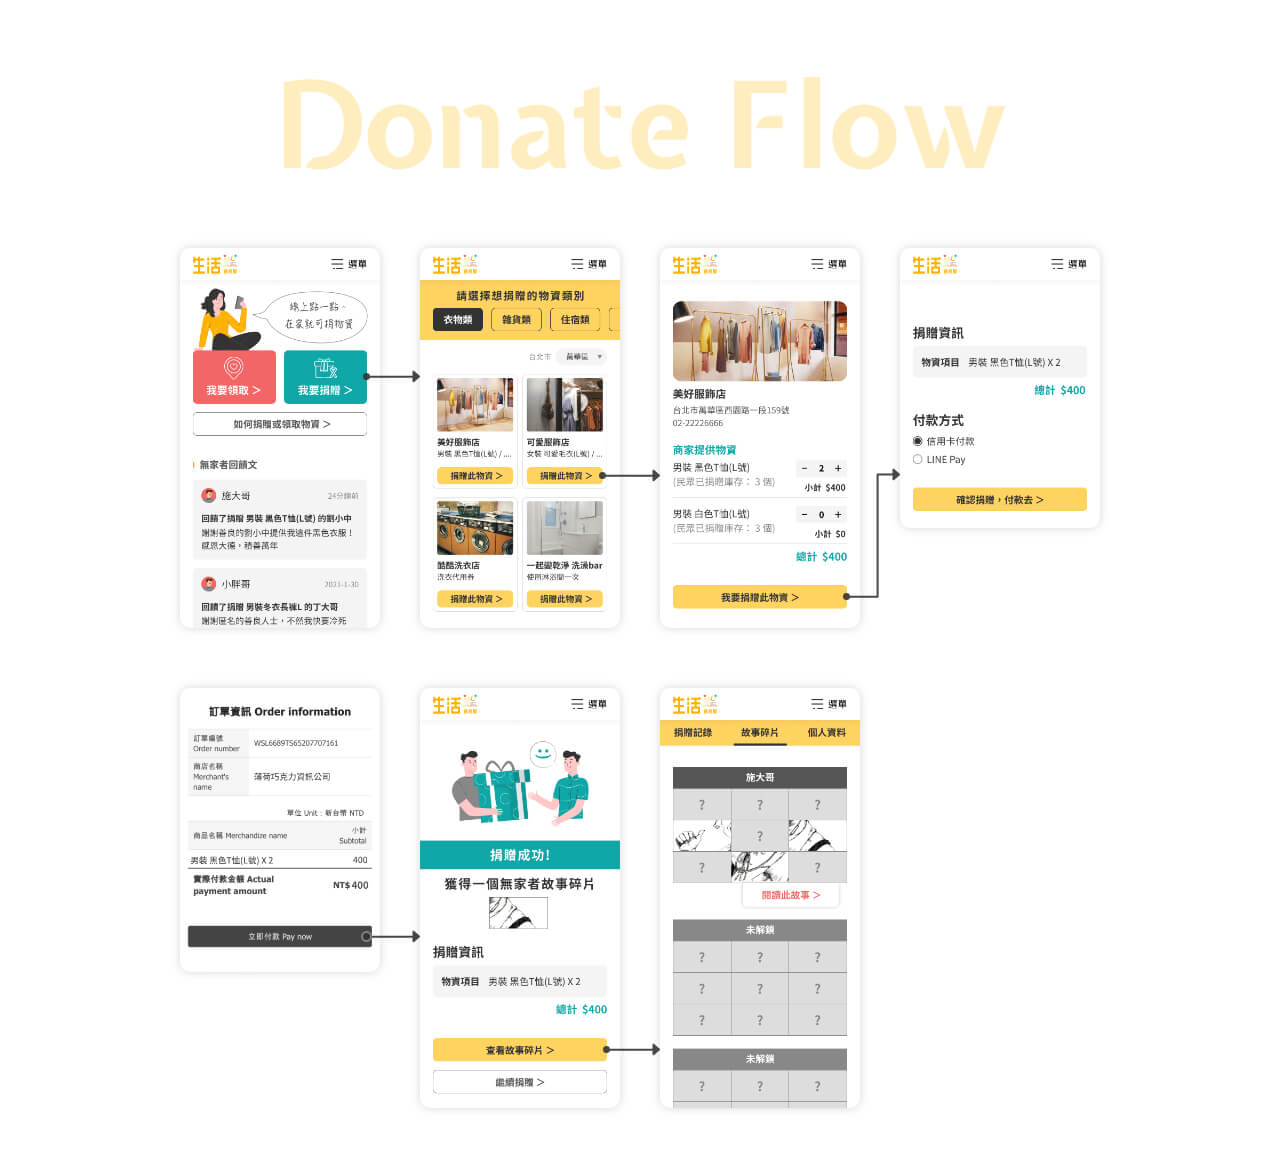 Donate Flow
生活
選單
線上點一點,
在家就可捐物資
我要領取 >
我要捐贈 >
如何捐贈或領取物資 >
無家者回饋文
施大哥
24分鐘前
回饋了捐贈 男裝 黑色T恤(L號) 的劉小中
謝謝善良的劉小中提供我這件黑色衣服!
感恩大德,積善萬年
小胖哥
2021-1-30
回饋了捐贈 男裝冬衣長褲L 的丁大哥
謝謝匿名的善良人士,不然我快要冷死
生活
選單
請選擇想捐贈的物資類別
衣物類
雜貨類
住宿類
台北市
萬華區
美好服飾店
男裝 黑色T恤(L號) / ....
捐贈此物資 >
可愛服飾店
女裝 可愛毛衣(L號) / ...
捐贈此物資 >
酷酷洗衣店
洗衣代用券
捐贈此物資 >
一起變乾淨 洗澡bar
使用淋浴間一次
捐贈此物資 >
生活
選單
美好服飾店
台北市萬華區西園路一段159號
02-22226666
商家提供物資
男裝 黑色T恤(L號)
(民眾已捐贈庫存: 3 個)
− 2 +
小計 $400
男裝 白色T恤(L號)
(民眾已捐贈庫存: 3 個)
− 0 +
小計 $0
總計 $400
我要捐贈此物資 >
生活
選單
捐贈資訊
物資項目 男裝 黑色T恤(L號) X 2
總計 $400
付款方式
信用卡付款
LINE Pay
確認捐贈,付款去 >
訂單資訊 Order information
訂單編號
Order number
WSL6689TS65207707161
商店名稱
Merchant's
name
薄荷巧克力資訊公司
單位 Unit : 新台幣 NTD
商品名稱 Merchandize name
小計
Subtotal
男裝 黑色T恤(L號) X 2
400
實際付款金額 Actual
payment amount
NT$ 400
立即付款 Pay now
生活
選單
捐贈成功!
獲得一個無家者故事碎片
捐贈資訊
物資項目 男裝 黑色T恤(L號) X 2
總計 $400
查看故事碎片 >
繼續捐贈 >
生活
選單
捐贈記錄
故事碎片
個人資料
施大哥
? ? ?
?
? ?
閱讀此故事 >
未解鎖
? ? ?
? ? ?
? ? ?
未解鎖
? ? ?